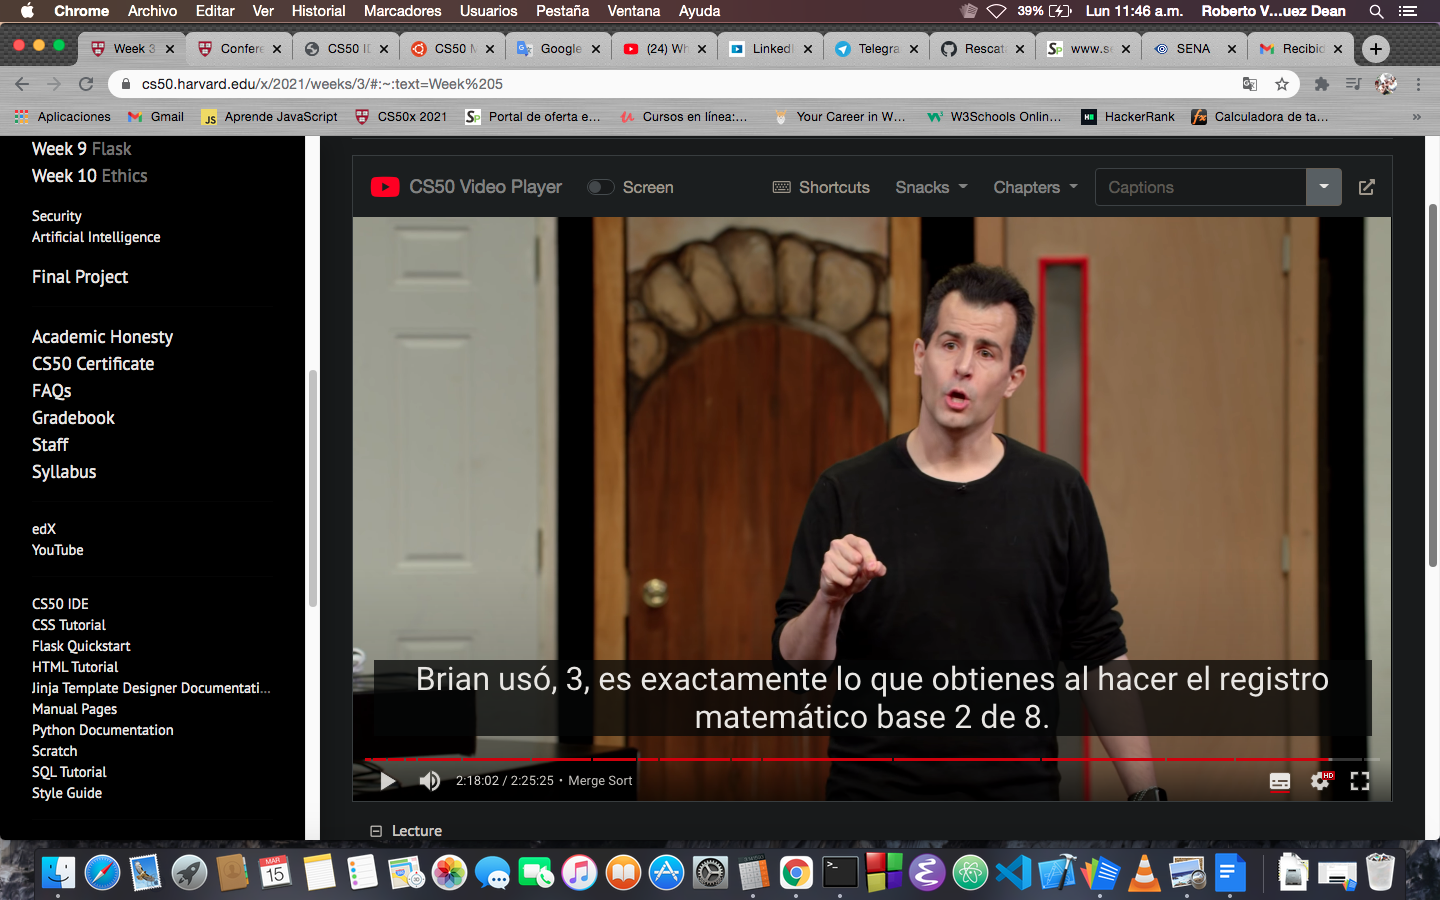 Chrome Archivo Editar Ver Historial Marcadores Usuarios Pestaña Ventana Ayuda 39% Lun 11:46 a.m. Roberto V...uez Dean
Week 3 Confere CS50 ID CS50 M Google (24) Wh LinkedI Telegra Rescata www.se SENA Recibid
cs50.harvard.edu/x/2021/weeks/3/#:~:text=Week%205
Aplicaciones Gmail Aprende JavaScript CS50x 2021 Portal de oferta e... Cursos en línea:... Your Career in W... W3Schools Onlin... HackerRank Calculadora de ta... »
Week 9 Flask
Week 10 Ethics
Security
Artificial Intelligence
Final Project
Academic Honesty
CS50 Certificate
FAQs
Gradebook
Staff
Syllabus
edX
YouTube
CS50 IDE
CSS Tutorial
Flask Quickstart
HTML Tutorial
Jinja Template Designer Documentati...
Manual Pages
Python Documentation
Scratch
SQL Tutorial
Style Guide
CS50 Video Player Screen Shortcuts Snacks Chapters Captions
Brian usó, 3, es exactamente lo que obtienes al hacer el registro
matemático base 2 de 8.
2:18:02 / 2:25:25 • Merge Sort HD
Lecture
MAR
15